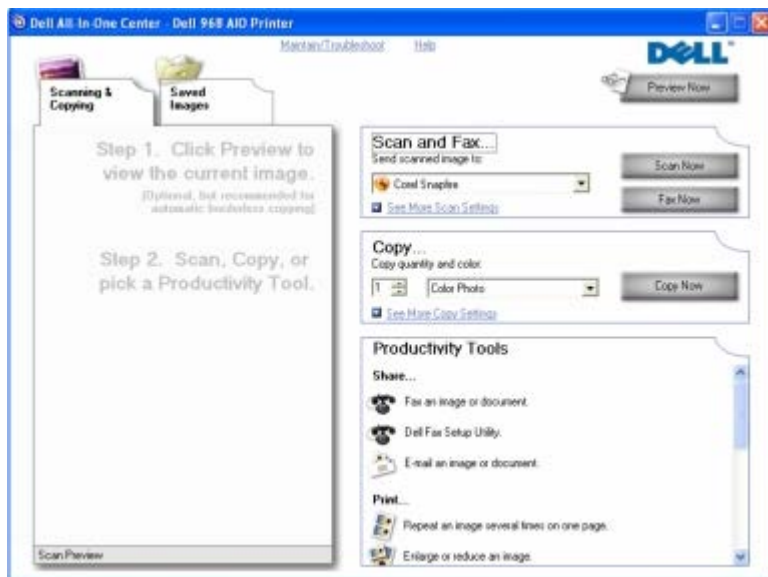 Dell All-In-One Center - Dell 968 AIO Printer
Maintain/Troubleshoot Help
DELL
Preview Now
Scanning &
Copying
Saved
Images
Step 1. Click Preview to
view the current image.
(Optional, but recommended for
automatic borderless copying)
Step 2. Scan, Copy, or
pick a Productivity Tool.
Scan Preview
Scan and Fax...
Send scanned image to:
Corel Snapfire
See More Scan Settings
Scan Now
Fax Now
Copy...
Copy quantity and color.
1 Color Photo
See More Copy Settings
Copy Now
Productivity Tools
Share...
Fax an image or document.
Dell Fax Setup Utility.
E-mail an image or document.
Print...
Repeat an image several times on one page.
Enlarge or reduce an image.